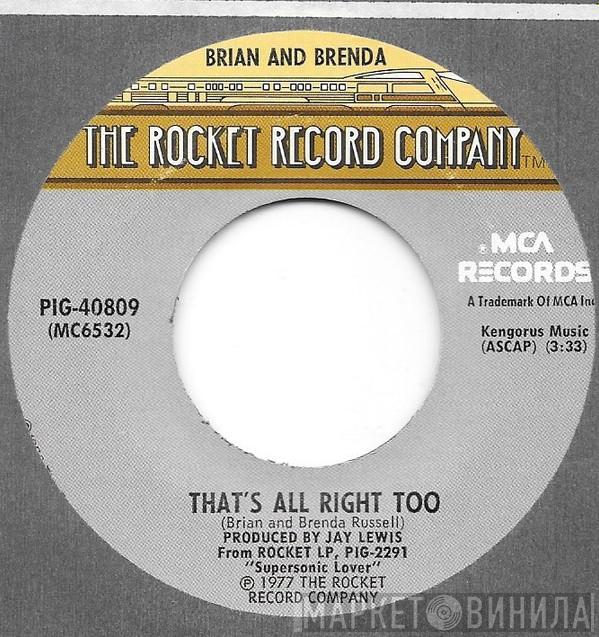 BRIAN AND BRENDA
THE ROCKET RECORD COMPANY TM
MCA
RECORDS
A Trademark Of MCA Inc
PIG-40809
(MC6532)
Kengorus Music
(ASCAP) (3:33)
THAT'S ALL RIGHT TOO
(Brian and Brenda Russell)
PRODUCED BY JAY LEWIS
From ROCKET LP, PIG-2291
"Supersonic Lover"
℗ 1977 THE ROCKET
RECORD COMPANY
МАРКЕТ ВИНИЛА